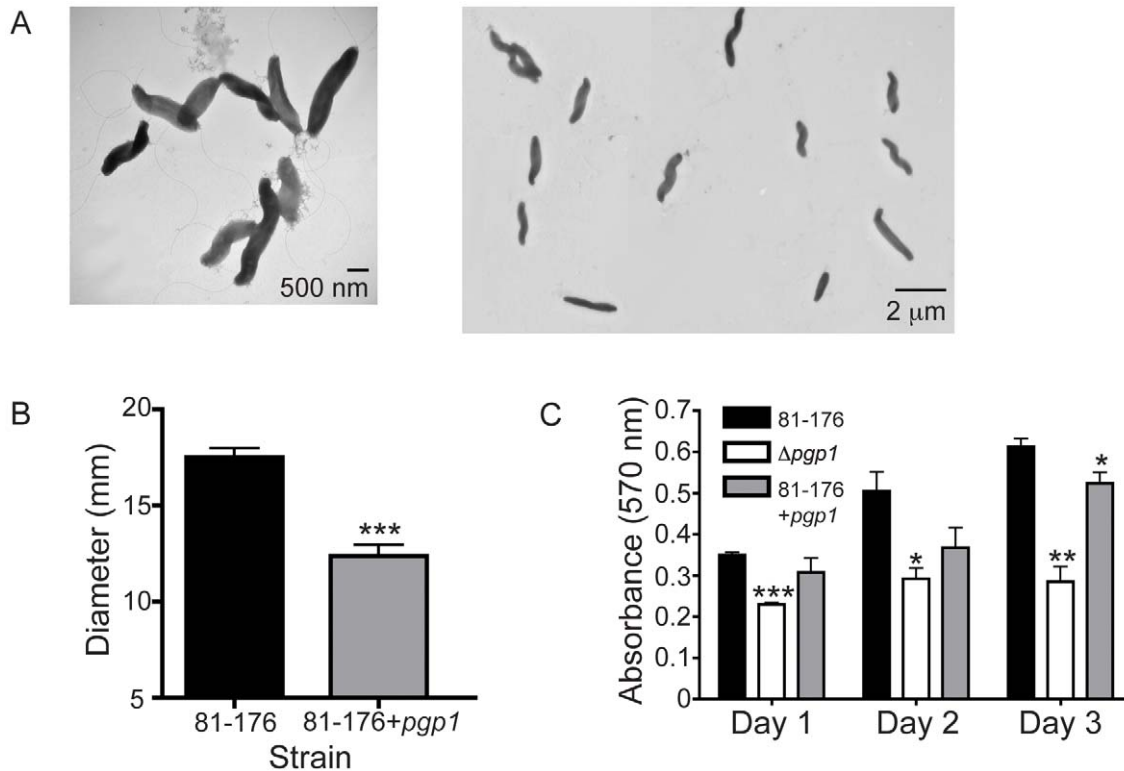 A
500 nm
2 μm
B
20
15
10
5
Diameter (mm)
***
81-176
81-176+pgp1
Strain
C
0.7
0.6
0.5
0.4
0.3
0.2
0.1
0
Absorbance (570 nm)
81-176
Δpgp1
81-176
+pgp1
***
*
**
*
Day 1
Day 2
Day 3